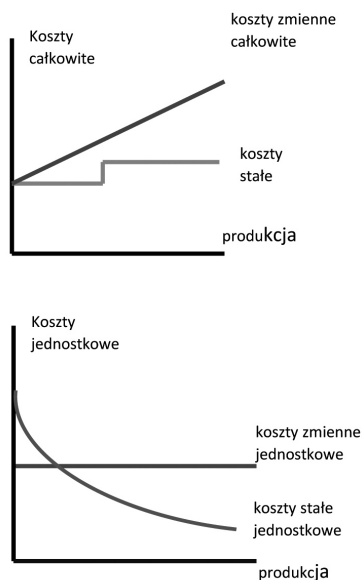 Koszty
całkowite
koszty zmienne
całkowite
koszty
stałe
produkcja
Koszty
jednostkowe
koszty zmienne
jednostkowe
koszty stałe
jednostkowe
produkcja